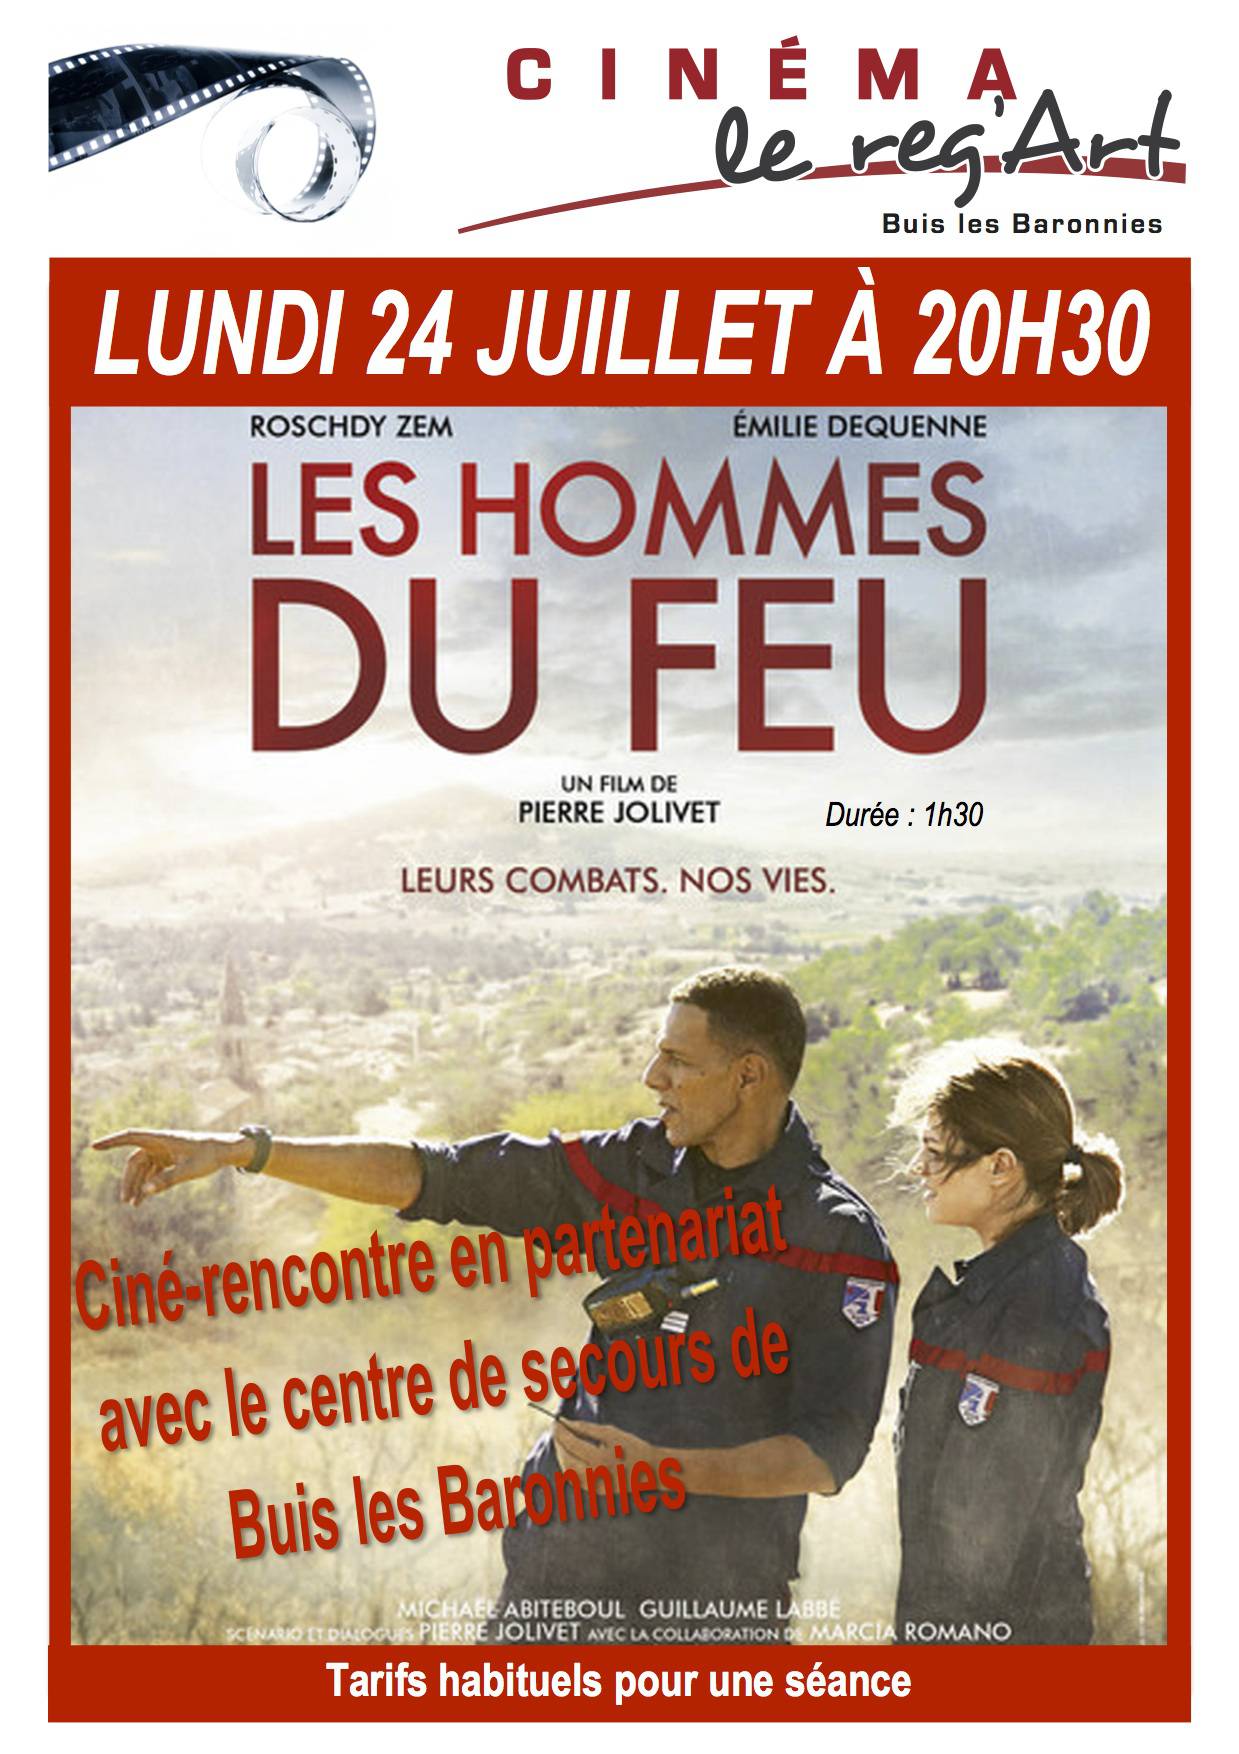 CINÉMA
le reg'Art
Buis les Baronnies
LUNDI 24 JUILLET À 20H30
ROSCHDY ZEM ÉMILIE DEQUENNE
LES HOMMES
DU FEU
UN FILM DE
PIERRE JOLIVET
Durée : 1h30
LEURS COMBATS. NOS VIES.
Ciné-rencontre en partenariat
avec le centre de secours de
Buis les Baronnies
MICHAEL ABITEBOUL GUILLAUME LABBÉ
SCÉNARIO ET DIALOGUES PIERRE JOLIVET AVEC LA COLLABORATION DE MARCIA ROMANO
Tarifs habituels pour une séance